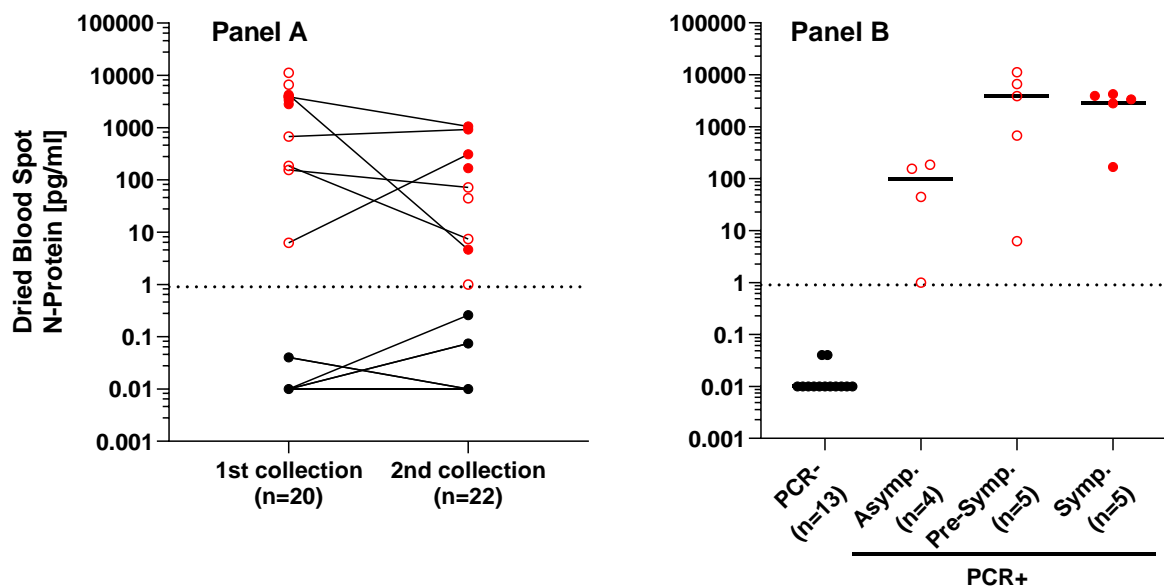 Dried Blood Spot
N-Protein [pg/ml]
Panel A
100000
10000
1000
100
10
1
0.1
0.01
0.001
1st collection
(n=20)
2nd collection
(n=22)
Panel B
100000
10000
1000
100
10
1
0.1
0.01
0.001
PCR-
(n=13)
Asymp.
(n=4)
Pre-Symp.
(n=5)
Symp.
(n=5)
PCR+